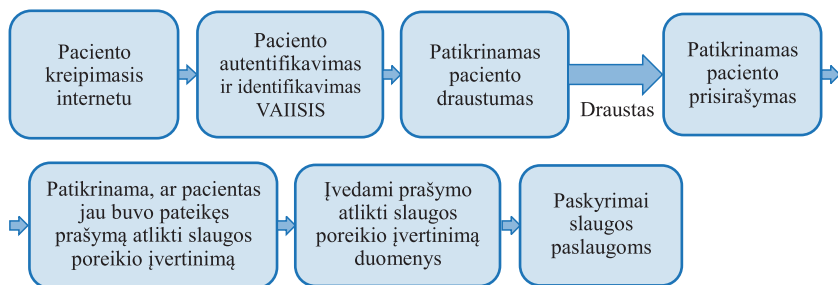 Paciento
kreipimasis
internetu
Paciento
autentifikavimas
ir identifikavimas
VAIISIS
Patikrinamas
paciento
draustumas
Draustas
Patikrinamas
paciento
prisirašymas
Patikrinama, ar pacientas
jau buvo pateikęs
prašymą atlikti slaugos
poreikio įvertinimą
Įvedami prašymo
atlikti slaugos
poreikio įvertinimą
duomenys
Paskyrimai
slaugos
paslaugoms